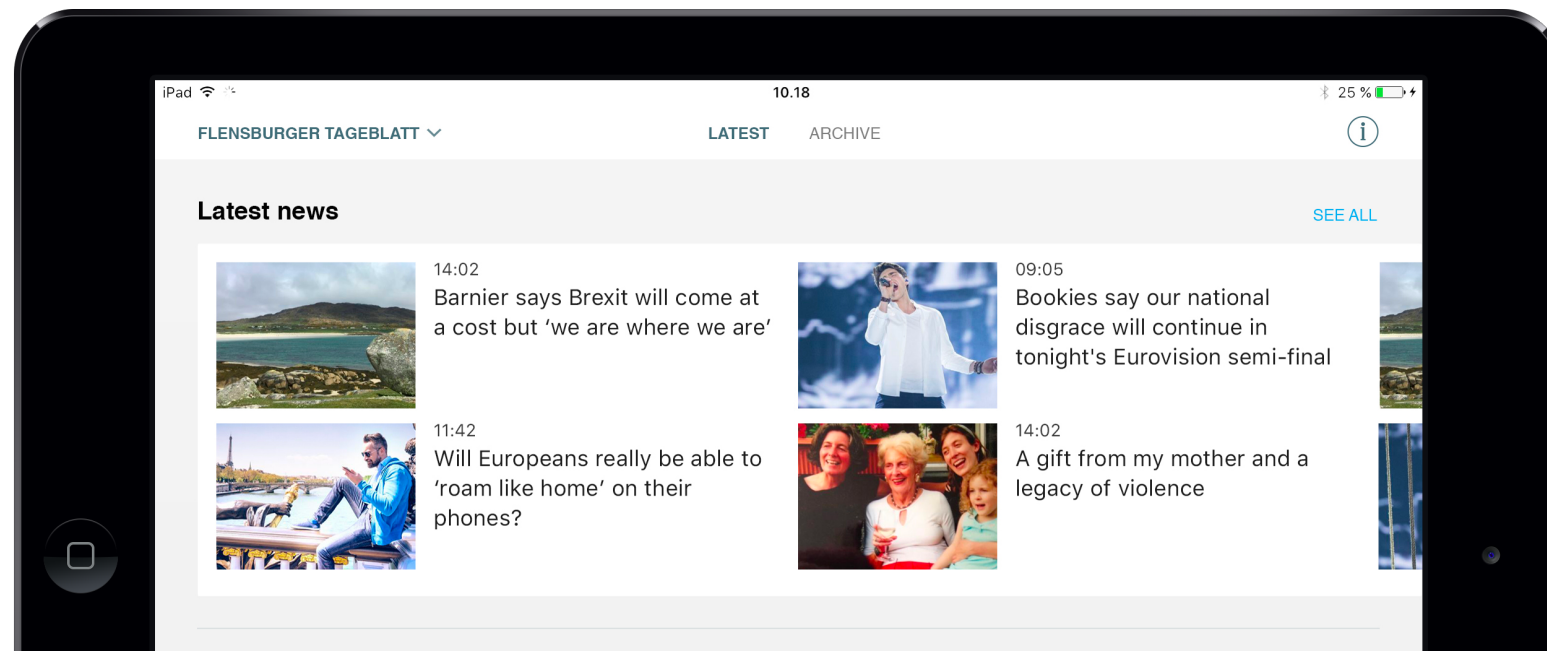 iPad 10.18 25 %
FLENSBURGER TAGEBLATT LATEST ARCHIVE i
Latest news SEE ALL
14:02
Barnier says Brexit will come at
a cost but ‘we are where we are’
09:05
Bookies say our national
disgrace will continue in
tonight's Eurovision semi-final
11:42
Will Europeans really be able to
‘roam like home’ on their
phones?
14:02
A gift from my mother and a
legacy of violence